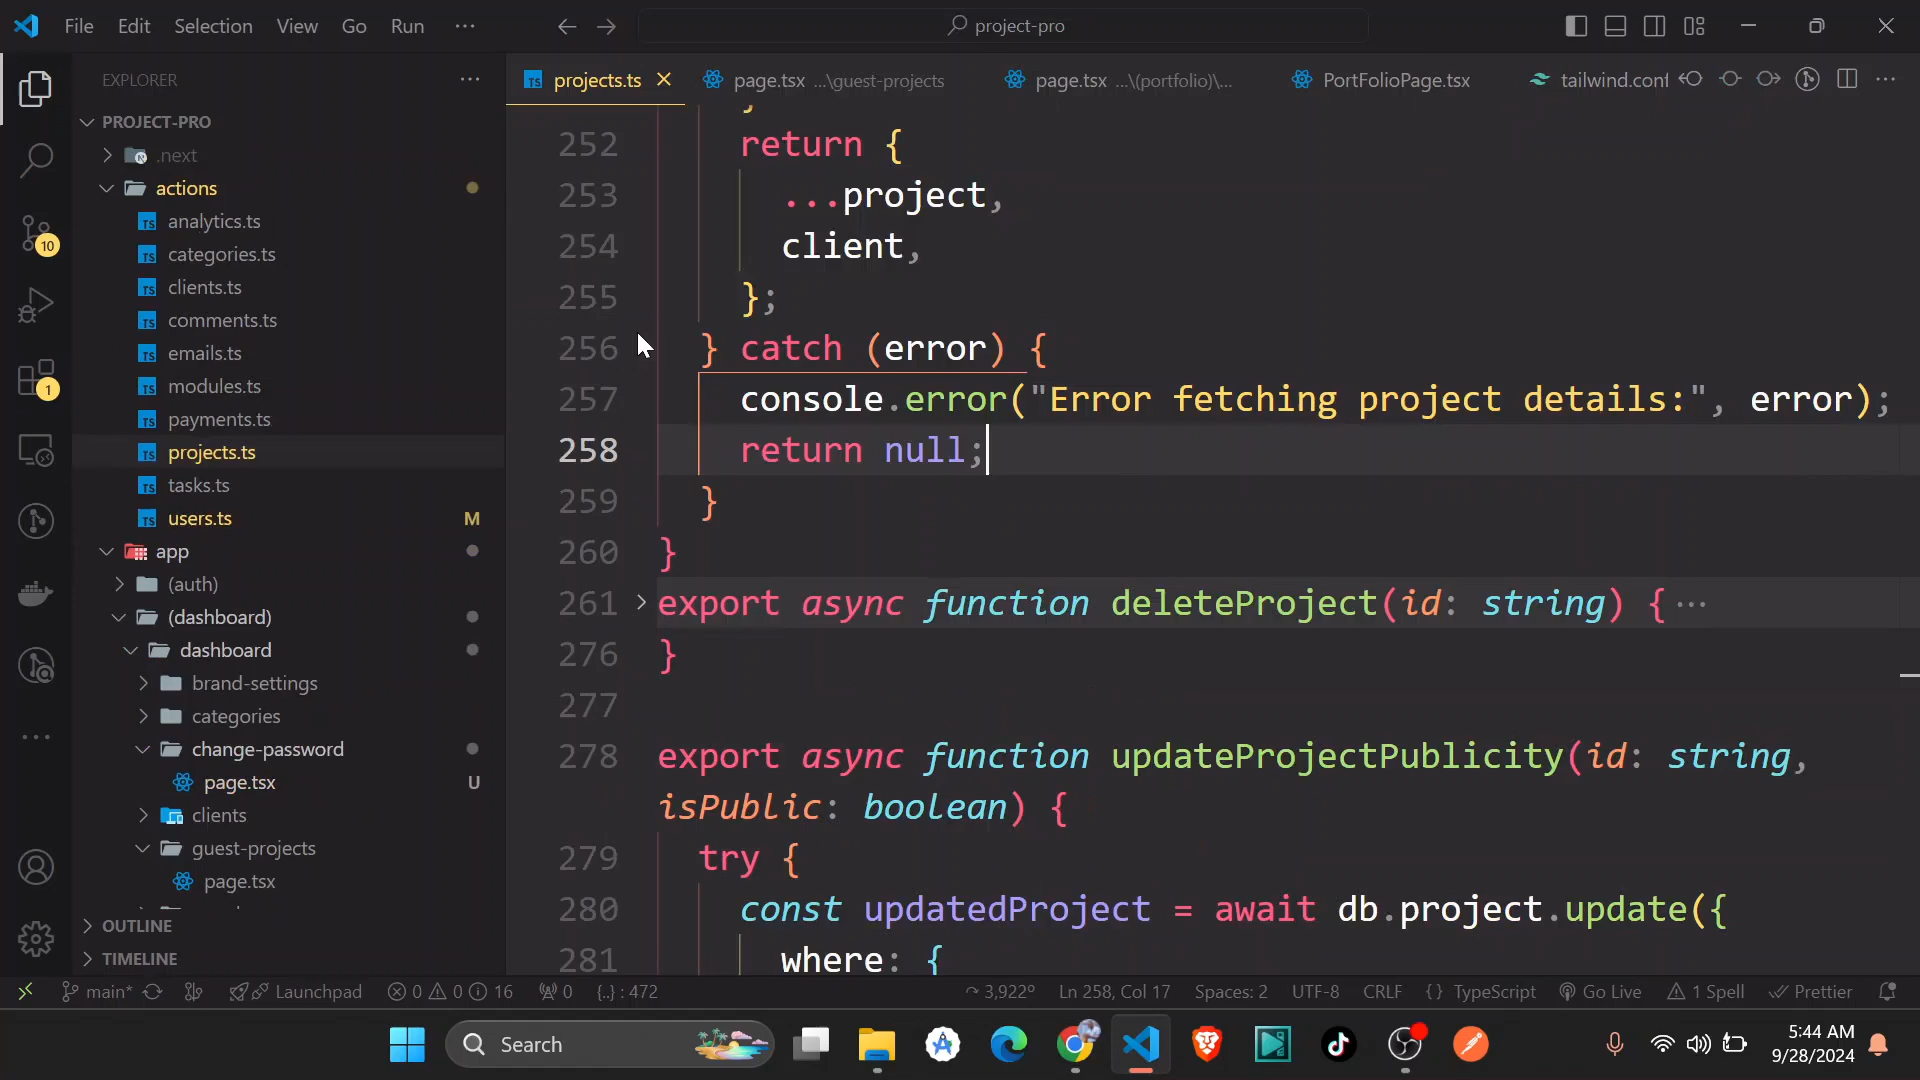 File Edit Selection View Go Run ···
project-pro
EXPLORER
PROJECT-PRO
.next
actions
analytics.ts
categories.ts
clients.ts
comments.ts
emails.ts
modules.ts
payments.ts
projects.ts
tasks.ts
users.ts M
app
(auth)
(dashboard)
dashboard
brand-settings
categories
change-password
page.tsx U
clients
guest-projects
page.tsx
OUTLINE
TIMELINE
10
1
projects.ts page.tsx ...\guest-projects page.tsx ...\(portfolio)\... PortFolioPage.tsx tailwind.conf
252 return {
253 ...project,
254 client,
255 };
256 } catch (error) {
257 console.error("Error fetching project details:", error);
258 return null;
259 }
260 }
261 export async function deleteProject(id: string) {···
276 }
277
278 export async function updateProjectPublicity(id: string,
isPublic: boolean) {
279 try {
280 const updatedProject = await db.project.update({
281 where: {
main* Launchpad 0 0 16 0 {..} : 472 3,922° Ln 258, Col 17 Spaces: 2 UTF-8 CRLF {} TypeScript Go Live 1 Spell Prettier
Search
5:44 AM
9/28/2024